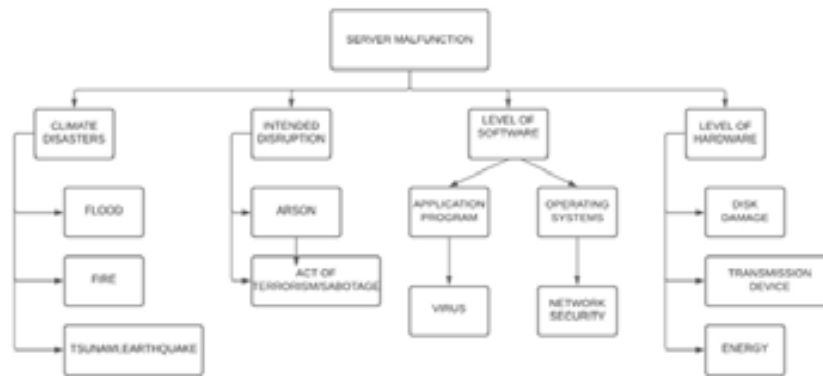 SERVER MALFUNCTION
CLIMATE
DISASTERS
INTENDED
DISRUPTION
LEVEL OF
SOFTWARE
LEVEL OF
HARDWARE
FLOOD
ARSON
APPLICATION
PROGRAM
OPERATING
SYSTEMS
DISK
DAMAGE
FIRE
ACT OF
TERRORISM/SABOTAGE
VIRUS
NETWORK
SECURITY
TRANSMISSION
DEVICE
TSUNAWI,EARTHQUAKE
ENERGY